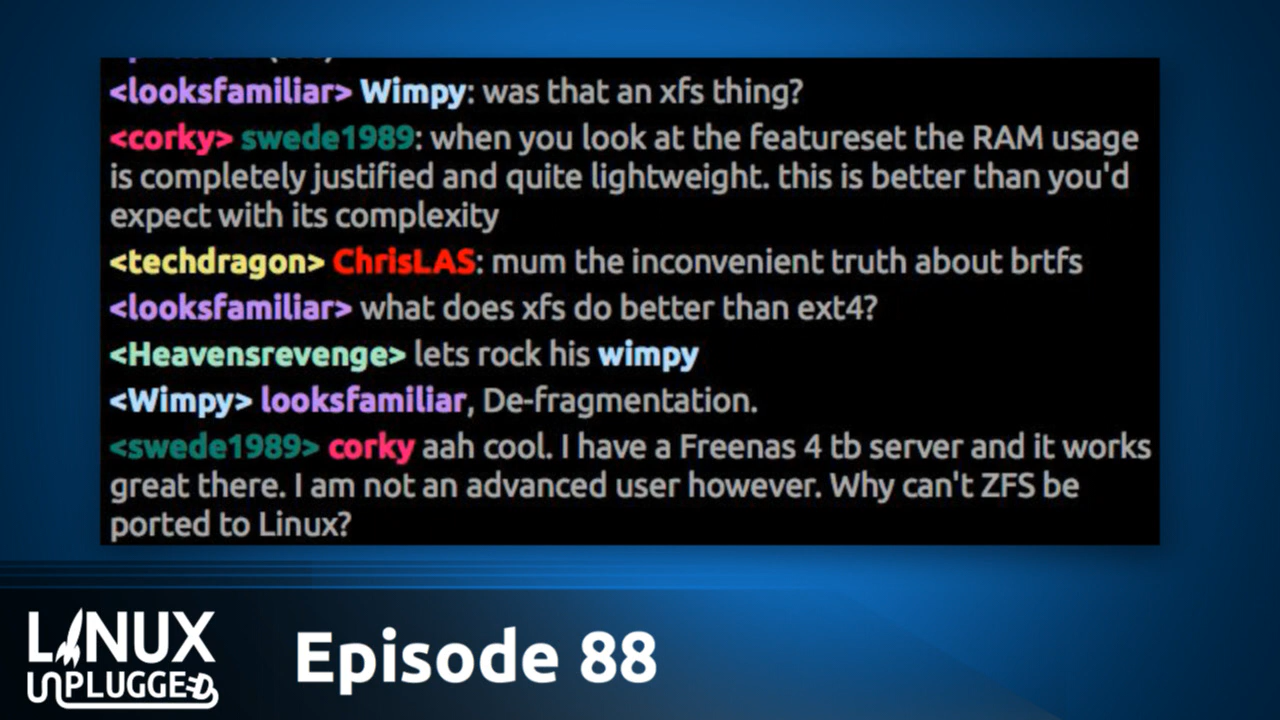 <looksfamiliar> Wimpy: was that an xfs thing?
<corky> swede1989: when you look at the featureset the RAM usage
is completely justified and quite lightweight. this is better than you'd
expect with its complexity
<techdragon> ChrisLAS: mum the inconvenient truth about brtfs
<looksfamiliar> what does xfs do better than ext4?
<Heavensrevenge> lets rock his wimpy
<Wimpy> looksfamiliar, De-fragmentation.
<swede1989> corky aah cool. I have a Freenas 4 tb server and it works
great there. I am not an advanced user however. Why can't ZFS be
ported to Linux?
LINUX
UNPLUGGED
Episode 88